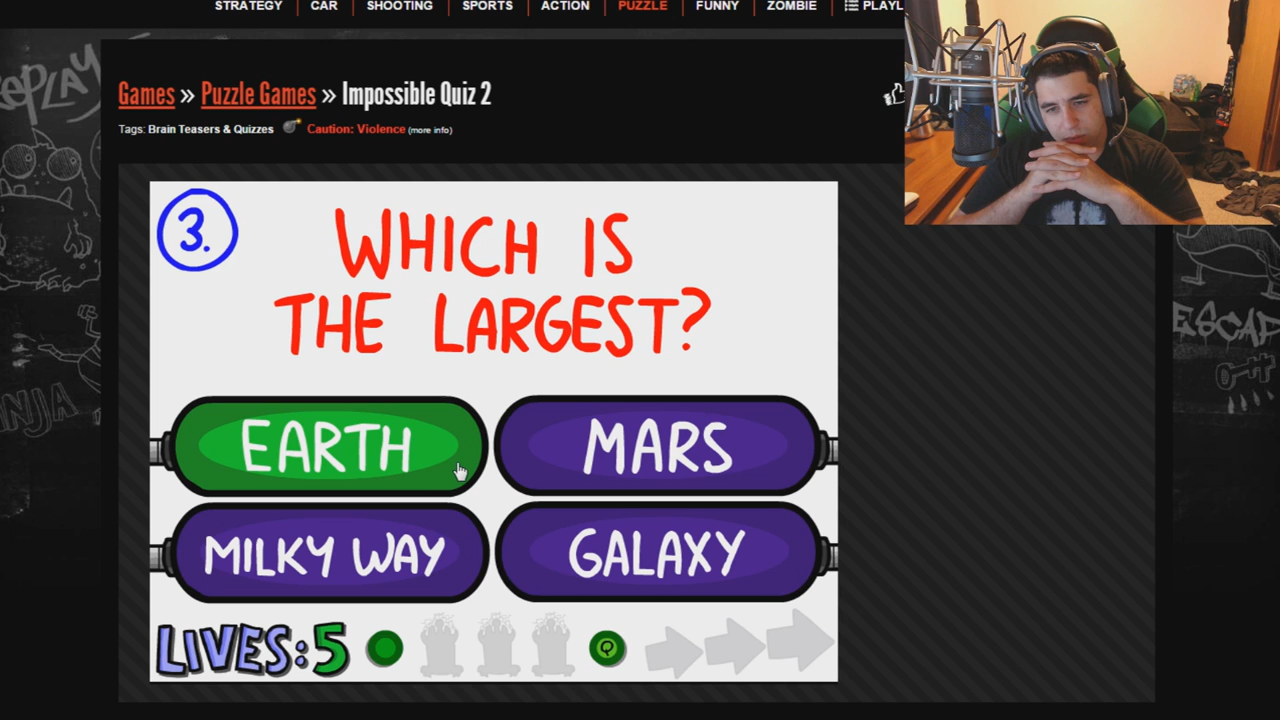 STRATEGY CAR SHOOTING SPORTS ACTION PUZZLE FUNNY ZOMBIE PLAYL
Games » Puzzle Games » Impossible Quiz 2
Tags: Brain Teasers & Quizzes Caution: Violence (more info)
3.
WHICH IS
THE LARGEST?
EARTH
MARS
MILKY WAY
GALAXY
LIVES: 5
Q